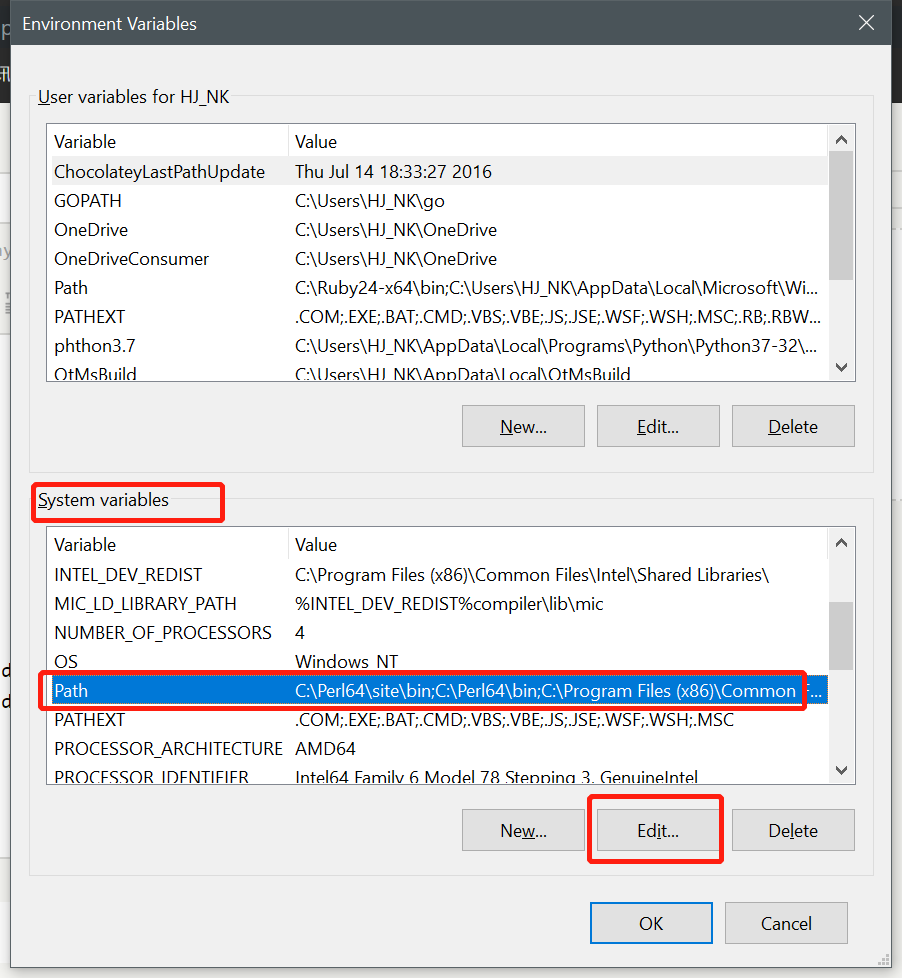 Environment Variables
User variables for HJ_NK
Variable Value
ChocolateyLastPathUpdate Thu Jul 14 18:33:27 2016
GOPATH C:\Users\HJ_NK\go
OneDrive C:\Users\HJ_NK\OneDrive
OneDriveConsumer C:\Users\HJ_NK\OneDrive
Path C:\Ruby24-x64\bin;C:\Users\HJ_NK\AppData\Local\Microsoft\Wi...
PATHEXT .COM;.EXE;.BAT;.CMD;.VBS;.VBE;.JS;.JSE;.WSF;.WSH;.MSC;.RB;.RBW...
phthon3.7 C:\Users\HJ_NK\AppData\Local\Programs\Python\Python37-32\...
QtMsBuild C:\Users\HJ_NK\AppData\Local\QtMsBuild
New... Edit... Delete
System variables
Variable Value
INTEL_DEV_REDIST C:\Program Files (x86)\Common Files\Intel\Shared Libraries\
MIC_LD_LIBRARY_PATH %INTEL_DEV_REDIST%compiler\lib\mic
NUMBER_OF_PROCESSORS 4
OS Windows_NT
Path C:\Perl64\site\bin;C:\Perl64\bin;C:\Program Files (x86)\Common F...
PATHEXT .COM;.EXE;.BAT;.CMD;.VBS;.VBE;.JS;.JSE;.WSF;.WSH;.MSC
PROCESSOR_ARCHITECTURE AMD64
PROCESSOR_IDENTIFIER Intel64 Family 6 Model 78 Stepping 3, GenuineIntel
New... Edit... Delete
OK Cancel